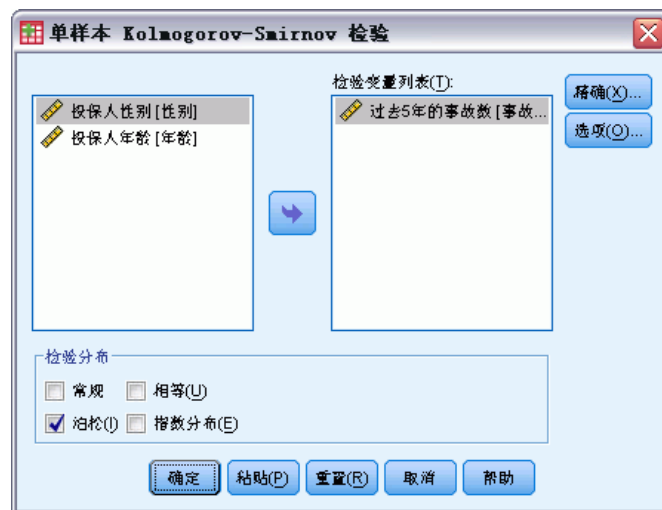 单样本 Kolmogorov-Smirnov 检验
检验变量列表(T):
投保人性别 [性别]
投保人年龄 [年龄]
过去5年的事故数 [事故...
精确(X)...
选项(O)...
检验分布
常规 相等(U)
泊松(I) 指数分布(E)
确定 粘贴(P) 重置(R) 取消 帮助